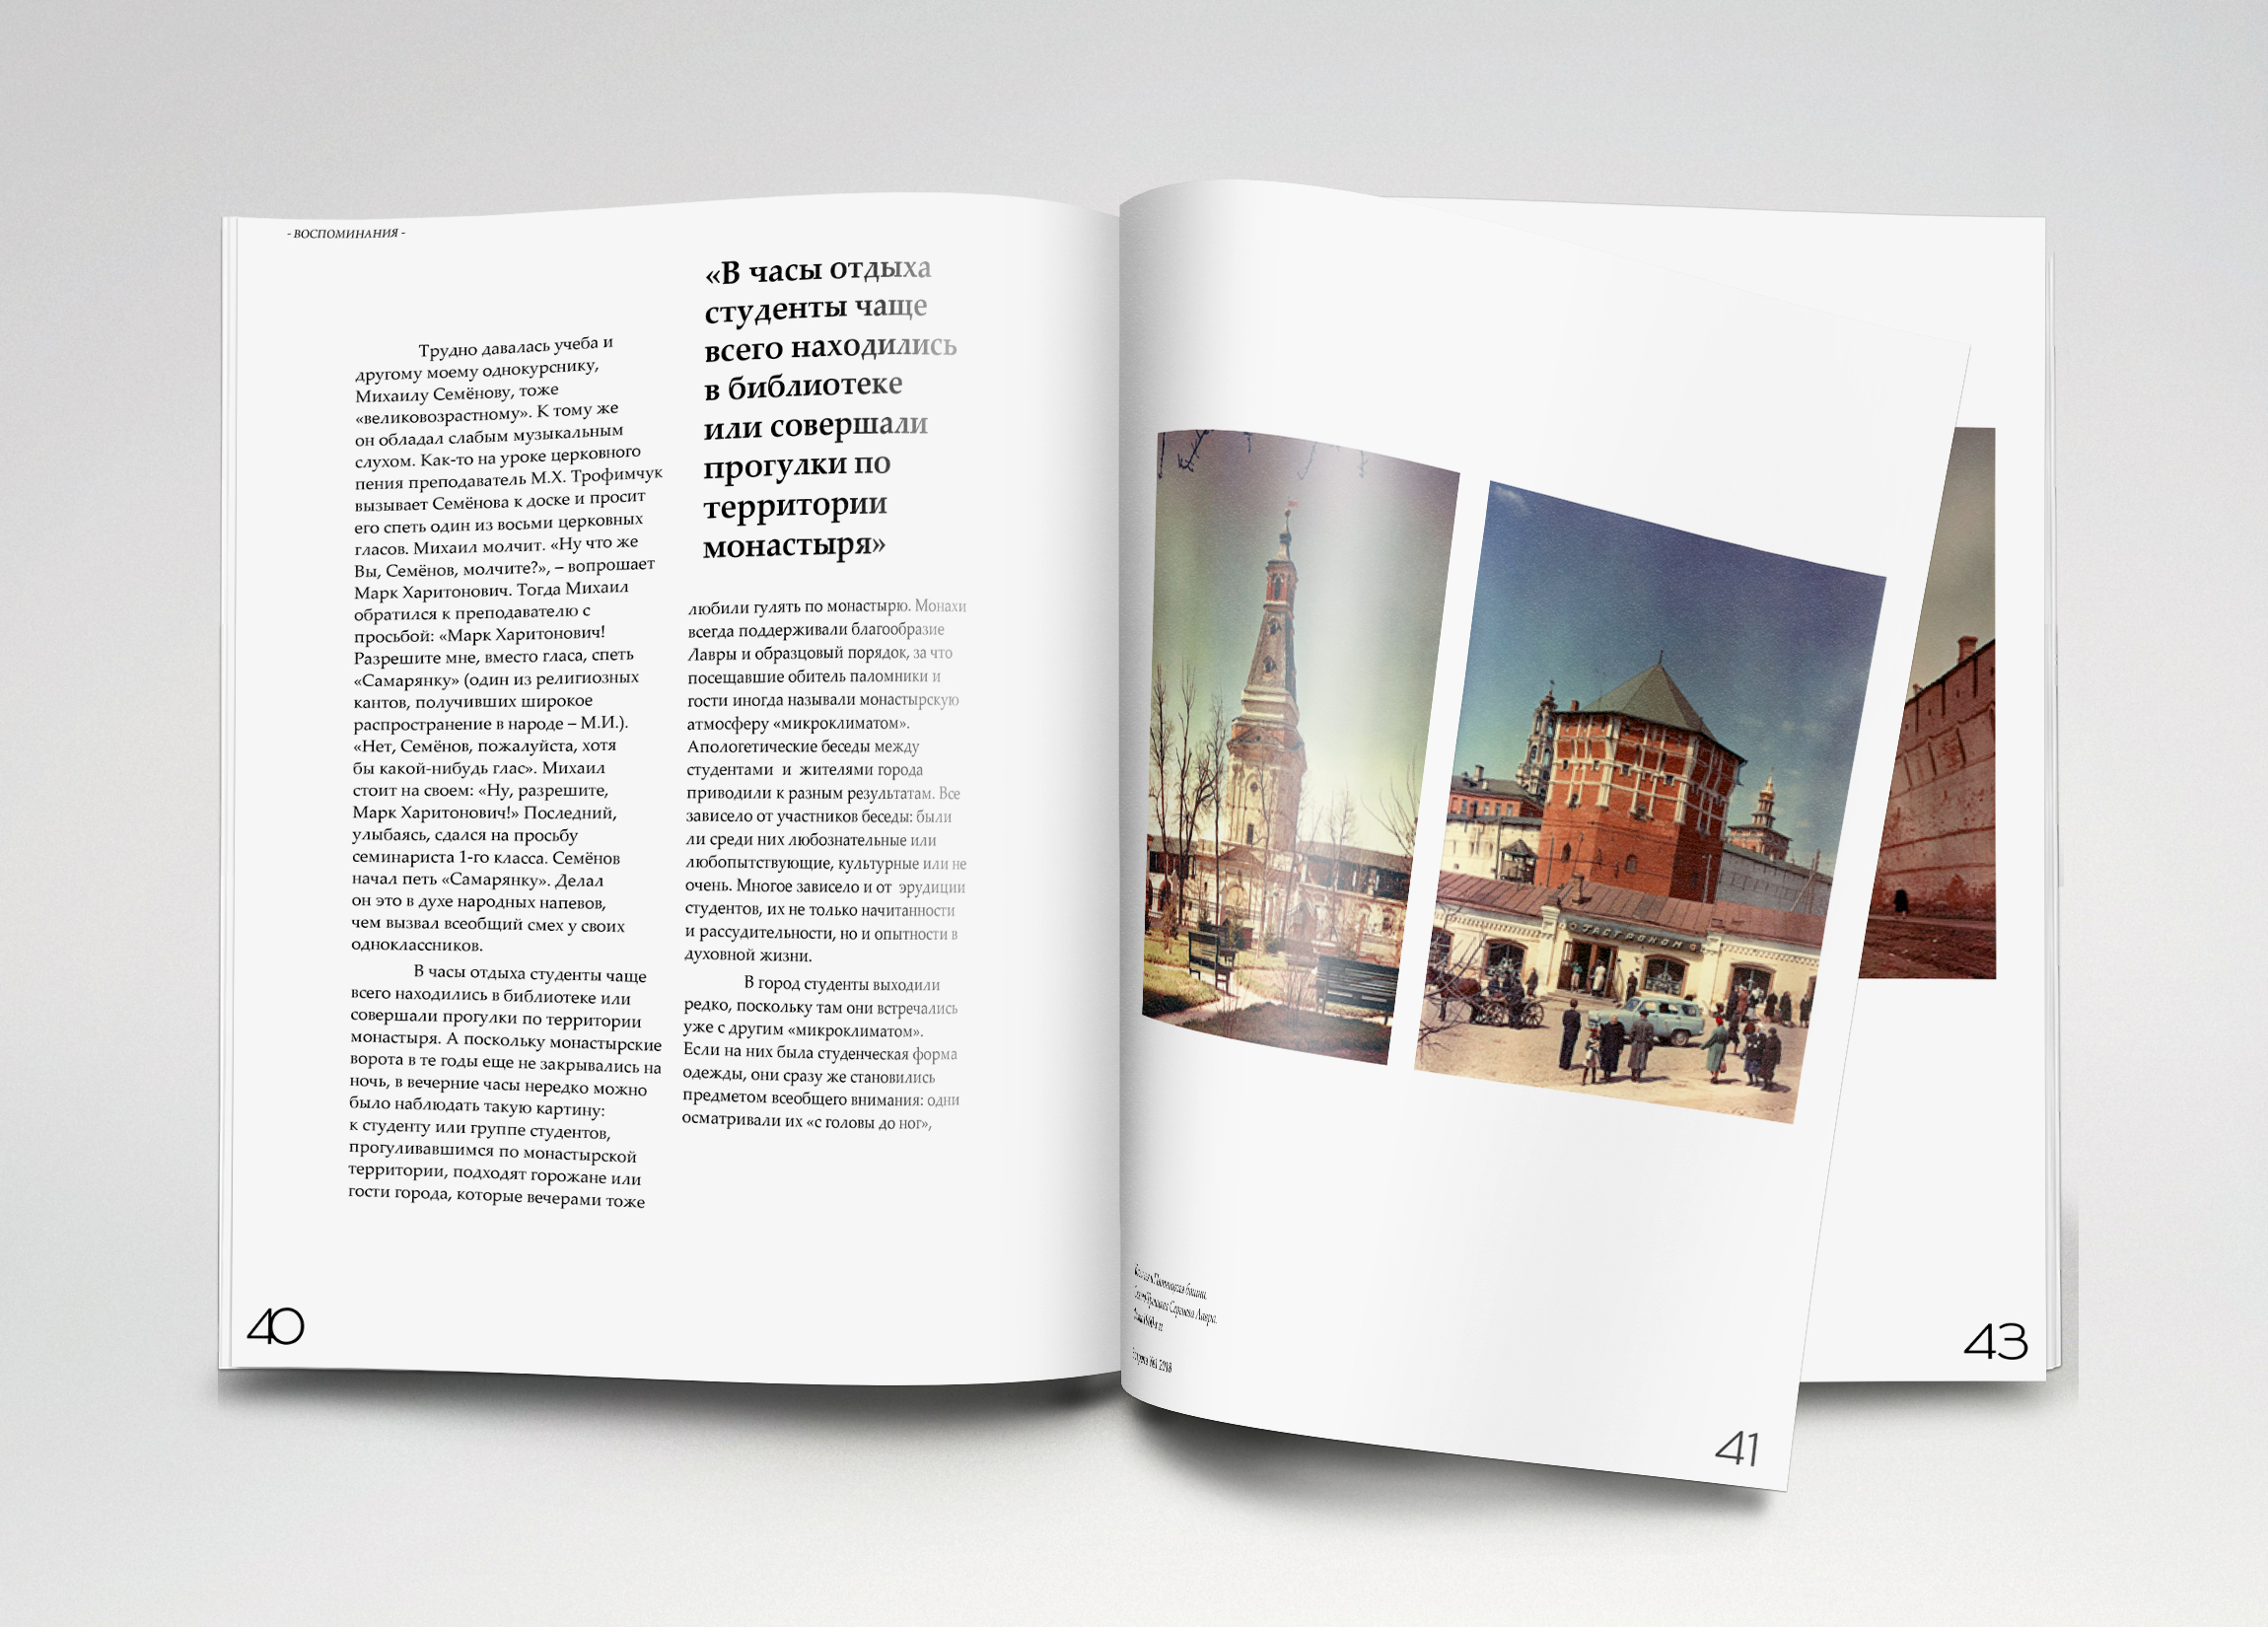 - ВОСПОМИНАНИЯ -
Трудно давалась учеба и
другому моему однокурснику,
Михаилу Семёнову, тоже
«великовозрастному». К тому же
он обладал слабым музыкальным
слухом. Как-то на уроке церковного
пения преподаватель М.Х. Трофимчук
вызывает Семёнова к доске и просит
его спеть один из восьми церковных
гласов. Михаил молчит. «Ну что же
Вы, Семёнов, молчите?», – вопрошает
Марк Харитонович. Тогда Михаил
обратился к преподавателю с
просьбой: «Марк Харитонович!
Разрешите мне, вместо гласа, спеть
«Самарянку» (один из религиозных
кантов, получивших широкое
распространение в народе – М.И.).
«Нет, Семёнов, пожалуйста, хотя
бы какой-нибудь глас». Михаил
стоит на своем: «Ну, разрешите,
Марк Харитонович!» Последний,
улыбаясь, сдался на просьбу
семинариста 1-го класса. Семёнов
начал петь «Самарянку». Делал
он это в духе народных напевов,
чем вызвал всеобщий смех у своих
одноклассников.
В часы отдыха студенты чаще
всего находились в библиотеке или
совершали прогулки по территории
монастыря. А поскольку монастырские
ворота в те годы еще не закрывались на
ночь, в вечерние часы нередко можно
было наблюдать такую картину:
к студенту или группе студентов,
прогуливавшимся по монастырской
территории, подходят горожане или
гости города, которые вечерами тоже
«В часы отдыха
студенты чаще
всего находились
в библиотеке
или совершали
прогулки по
территории
монастыря»
любили гулять по монастырю. Монахи
всегда поддерживали благообразие
Лавры и образцовый порядок, за что
посещавшие обитель паломники и
гости иногда называли монастырскую
атмосферу «микроклиматом».
Апологетические беседы между
студентами и жителями города
приводили к разным результатам. Все
зависело от участников беседы: были
ли среди них любознательные или
любопытствующие, культурные или не
очень. Многое зависело и от эрудиции
студентов, их не только начитанности
и рассудительности, но и опытности в
духовной жизни.
В город студенты выходили
редко, поскольку там они встречались
уже с другим «микроклиматом».
Если на них была студенческая форма
одежды, они сразу же становились
предметом всеобщего внимания: одни
осматривали их «с головы до ног»,
40
ГАСТРОНОМ
Пятницкая башни.
Сергиева Лавра.
№1 2018
41
43